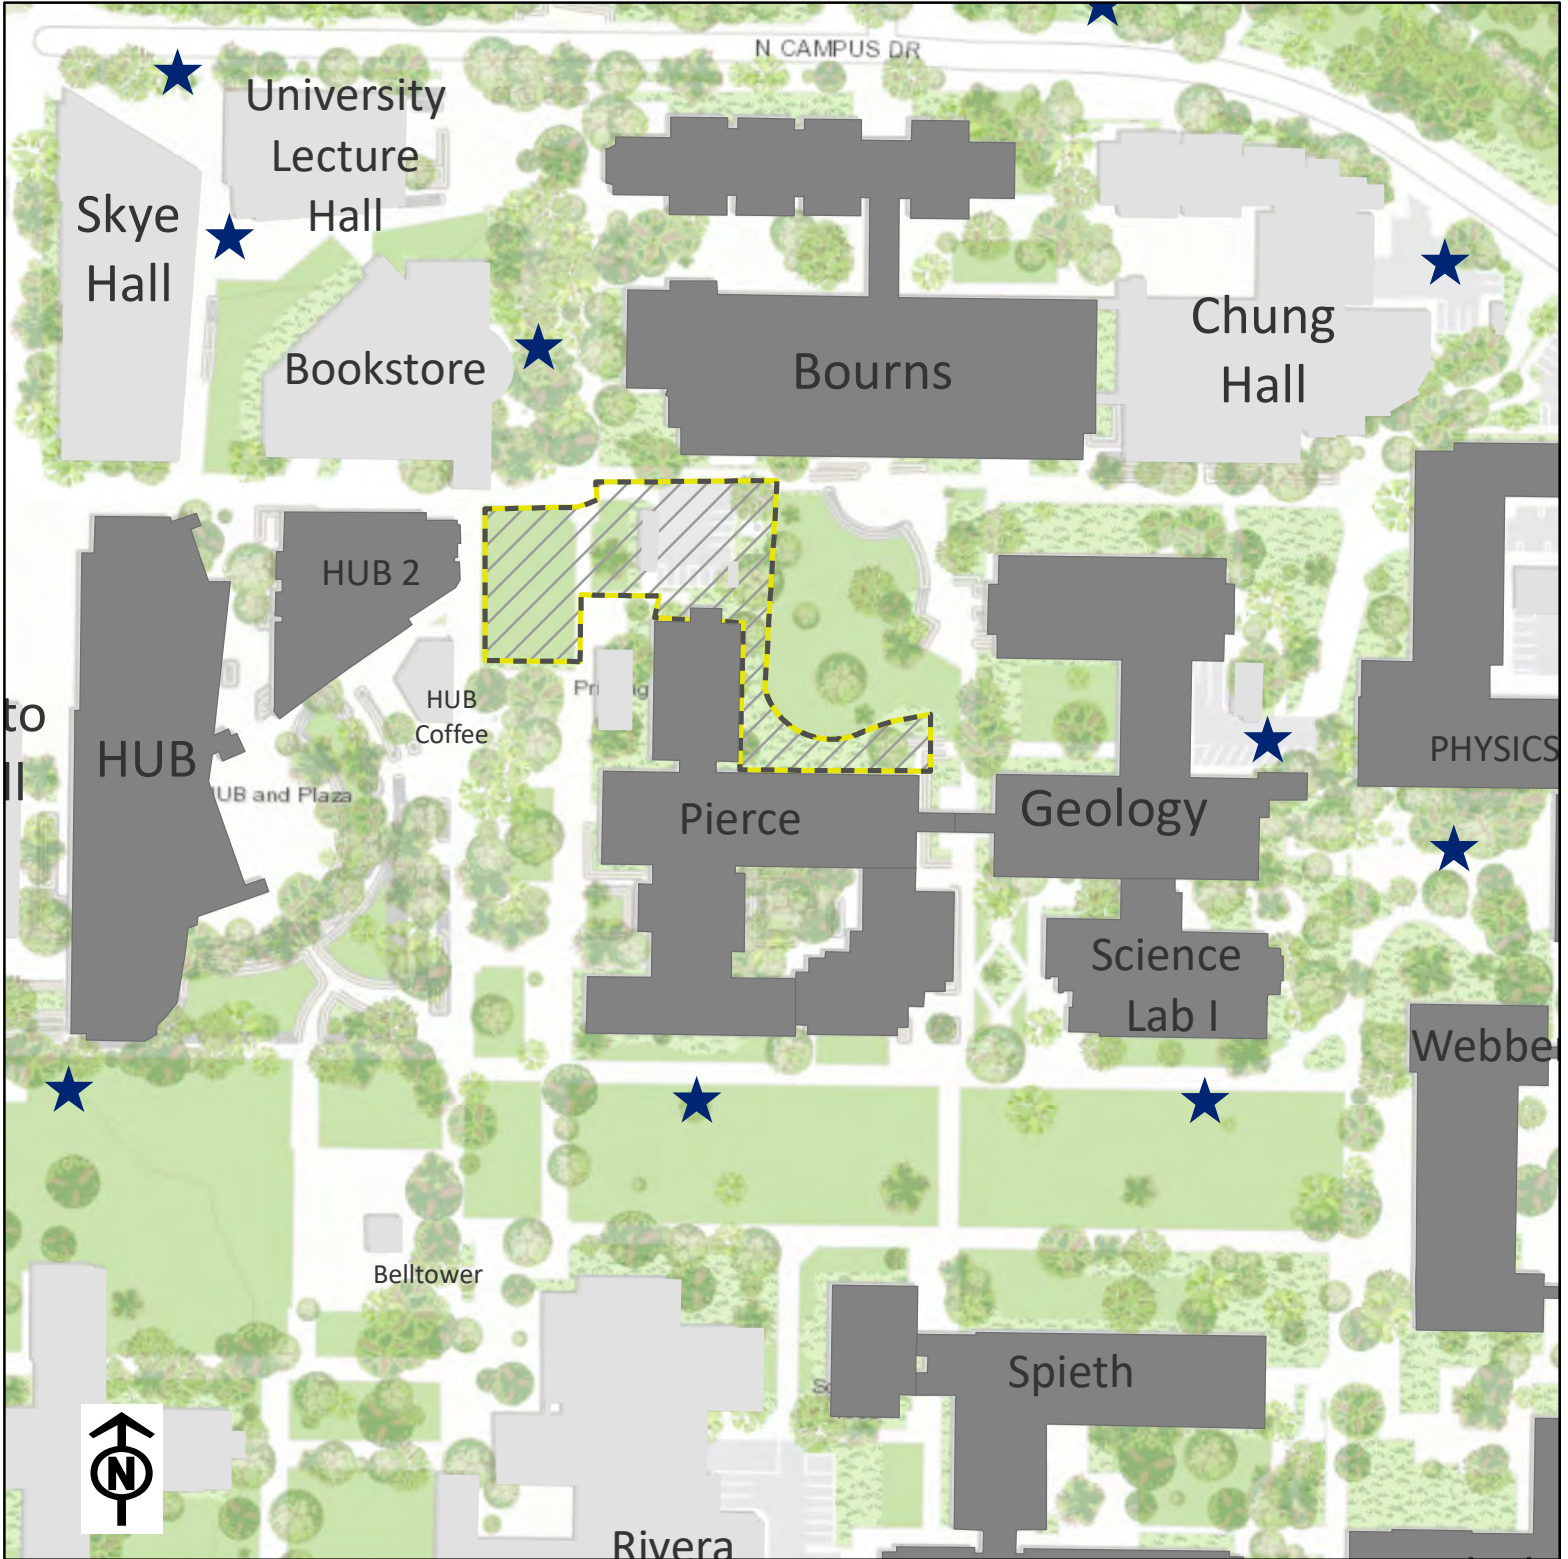 N CAMPUS DR
University
Lecture
Hall
Skye
Hall
Chung
Hall
Bookstore
Bourns
HUB 2
HUB
Coffee
to
HUB
PHYSICS
UB and Plaza
Pierce
Geology
Science
Lab I
Webbe
Belltower
Spieth
N
Rivera